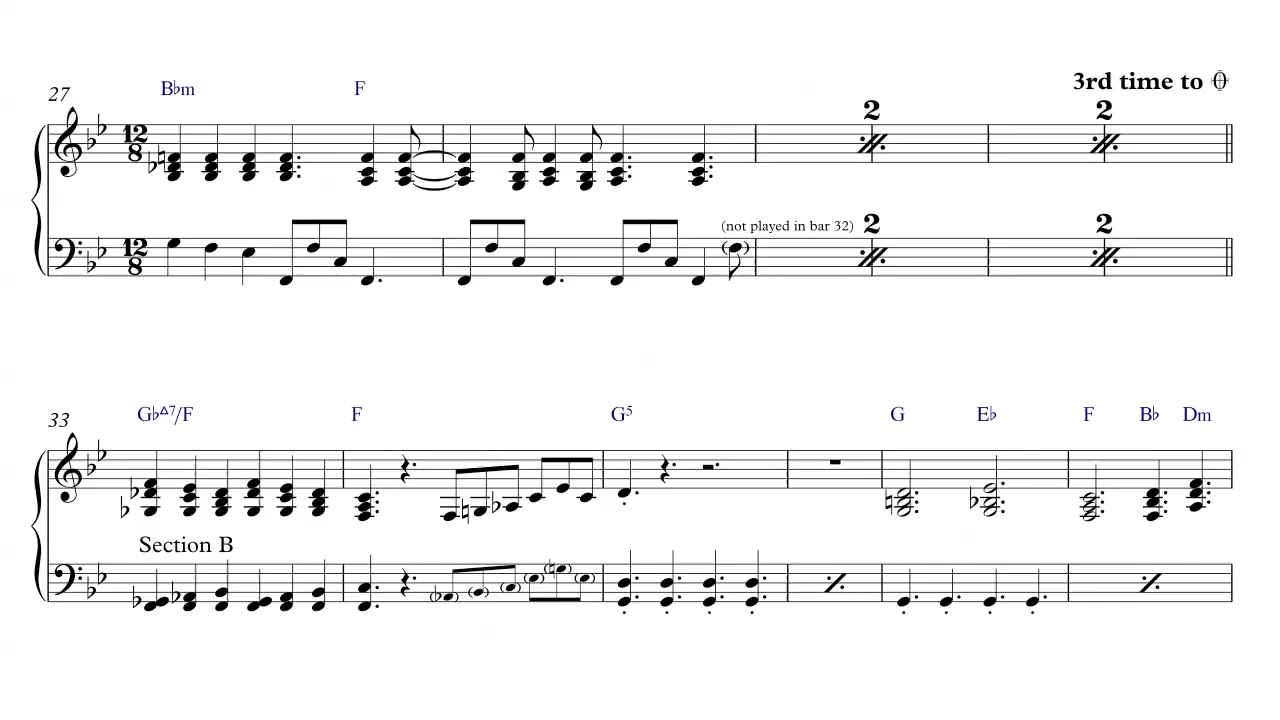 3rd time to
27 B♭m F 2 2
12 8
(not played in bar 32) 2 2
12 8
33 G♭△7/F F G5 G E♭ F B♭ Dm
Section B